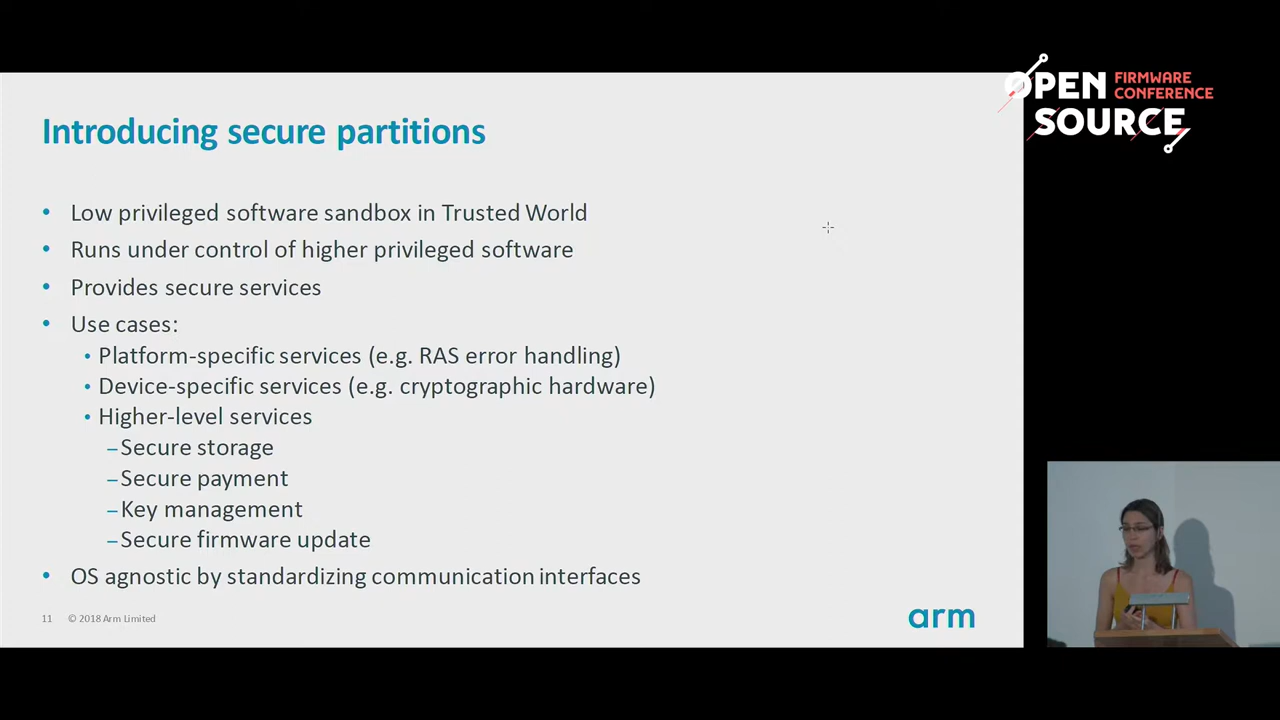 OPEN FIRMWARE CONFERENCE
SOURCE
Introducing secure partitions
• Low privileged software sandbox in Trusted World
• Runs under control of higher privileged software
• Provides secure services
• Use cases:
• Platform-specific services (e.g. RAS error handling)
• Device-specific services (e.g. cryptographic hardware)
• Higher-level services
–Secure storage
–Secure payment
–Key management
–Secure firmware update
• OS agnostic by standardizing communication interfaces
11 © 2018 Arm Limited
arm